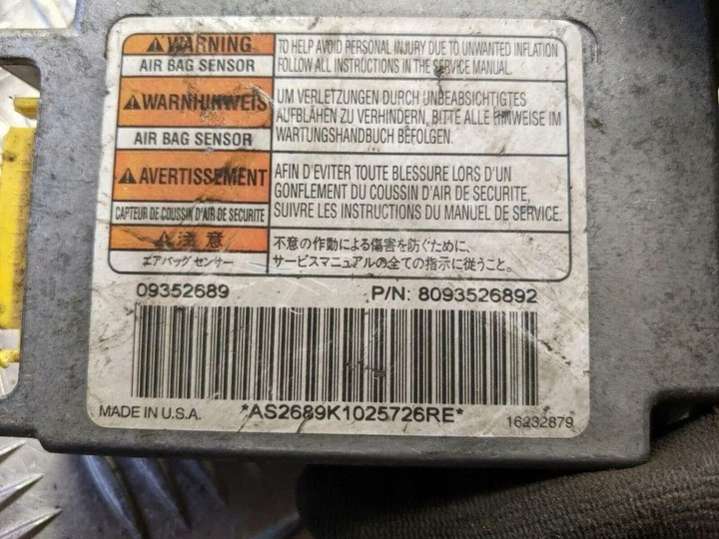 WARNING
AIR BAG SENSOR
TO HELP AVOID PERSONAL INJURY DUE TO UNWANTED INFLATION
FOLLOW ALL INSTRUCTIONS IN THE SERVICE MANUAL.
WARNHINWEIS
AIR BAG SENSOR
UM VERLETZUNGEN DURCH UNBEABSICHTIGTES
AUFBLÄHEN ZU VERHINDERN, BITTE ALLE HINWEISE IM
WARTUNGSHANDBUCH BEFOLGEN.
AVERTISSEMENT
CAPTEUR DE COUSSIN D'AIR DE SECURITE
AFIN D'EVITER TOUTE BLESSURE LORS D'UN
GONFLEMENT DU COUSSIN D'AIR DE SECURITE,
SUIVRE LES INSTRUCTIONS DU MANUEL DE SERVICE.
注意
エアバッグ センサー
不意の作動による傷害を防ぐために、
サービスマニュアルの全ての指示に従うこと。
09352689
P/N: 8093526892
MADE IN U.S.A.
*AS2689K1025726RE*
16232879